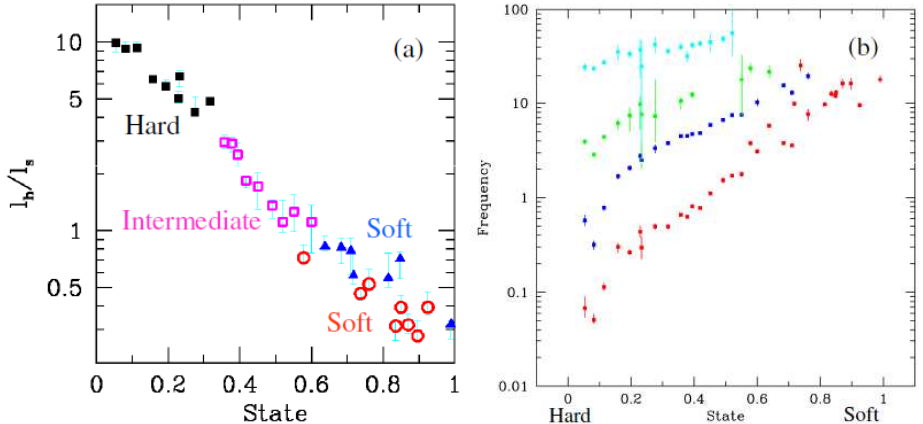 (a)
10
5
1
0.5
l_h/l_s
Hard
Intermediate
Soft
Soft
0 0.2 0.4 0.6 0.8 1
State
(b)
100
10
1
0.1
0.01
Frequency
0 0.2 0.4 0.6 0.8 1
Hard State Soft